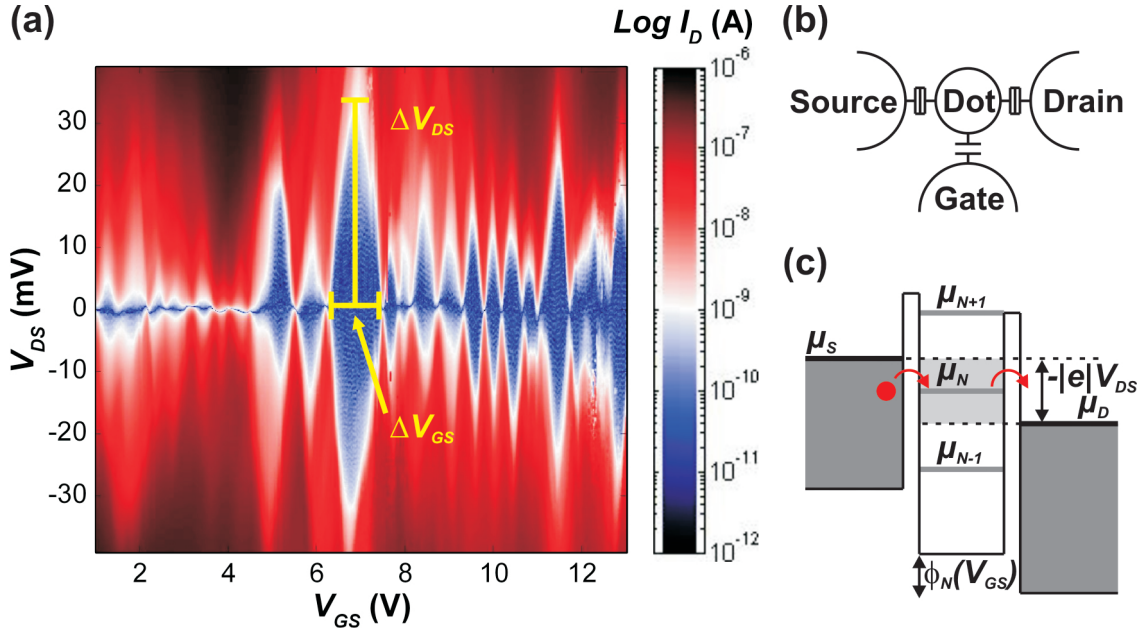 (a)
Log I_D (A)
V_DS (mV)
30
20
10
0
-10
-20
-30
2
4
6
8
10
12
V_GS (V)
ΔV_DS
ΔV_GS
10^-6
10^-7
10^-8
10^-9
10^-10
10^-11
10^-12
(b)
Source
Dot
Drain
Gate
(c)
μ_N+1
μ_S
μ_N
-|e|V_DS
μ_D
μ_N-1
ϕ_N(V_GS)